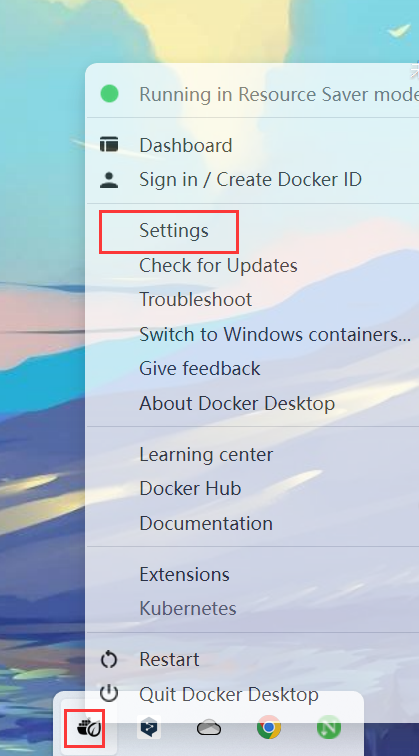 Running in Resource Saver mode
Dashboard
Sign in / Create Docker ID
Settings
Check for Updates
Troubleshoot
Switch to Windows containers...
Give feedback
About Docker Desktop
Learning center
Docker Hub
Documentation
Extensions
Kubernetes
Restart
Quit Docker Desktop